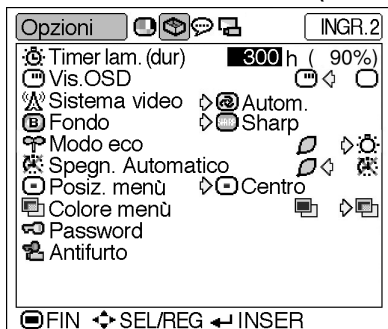 Opzioni INGR.2
Timer lam. (dur) 300 h ( 90%)
Vis.OSD
Sistema video Autom.
B Fondo SHARP Sharp
Modo eco
Spegn. Automatico
Posiz. menù Centro
Colore menù
Password
Antifurto
FIN SEL/REG INSER